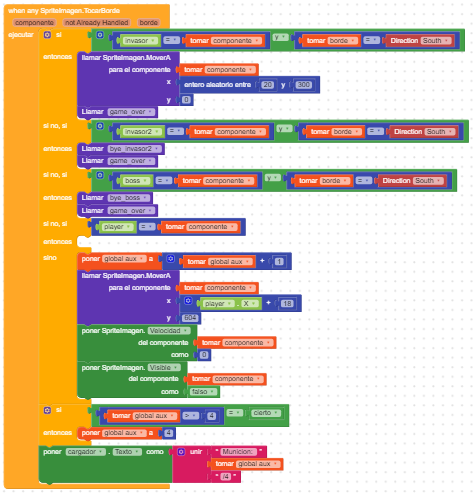 when any SpriteImagen.TocarBorde
componente not Already Handled borde
ejecutar si invasor = tomar componente y tomar borde = Direction South
entonces llamar SpriteImagen.MoverA
para el componente tomar componente
x entero aleatorio entre 20 y 300
y 0
Llamar game_over
si no, si invasor2 = tomar componente y tomar borde = Direction South
entonces Llamar bye_invasor2
Llamar game_over
si no, si boss = tomar componente y tomar borde = Direction South
entonces Llamar bye_boss
Llamar game_over
si no, si player = tomar componente
entonces
sino poner global aux a tomar global aux + 1
llamar SpriteImagen.MoverA
para el componente tomar componente
x player . X + 18
y 604
poner SpriteImagen. Velocidad
del componente tomar componente
como 0
poner SpriteImagen. Visible
del componente tomar componente
como falso
si tomar global aux > 4 = cierto
entonces poner global aux a 4
poner cargador . Texto como unir " Municion: "
tomar global aux
" /4 "